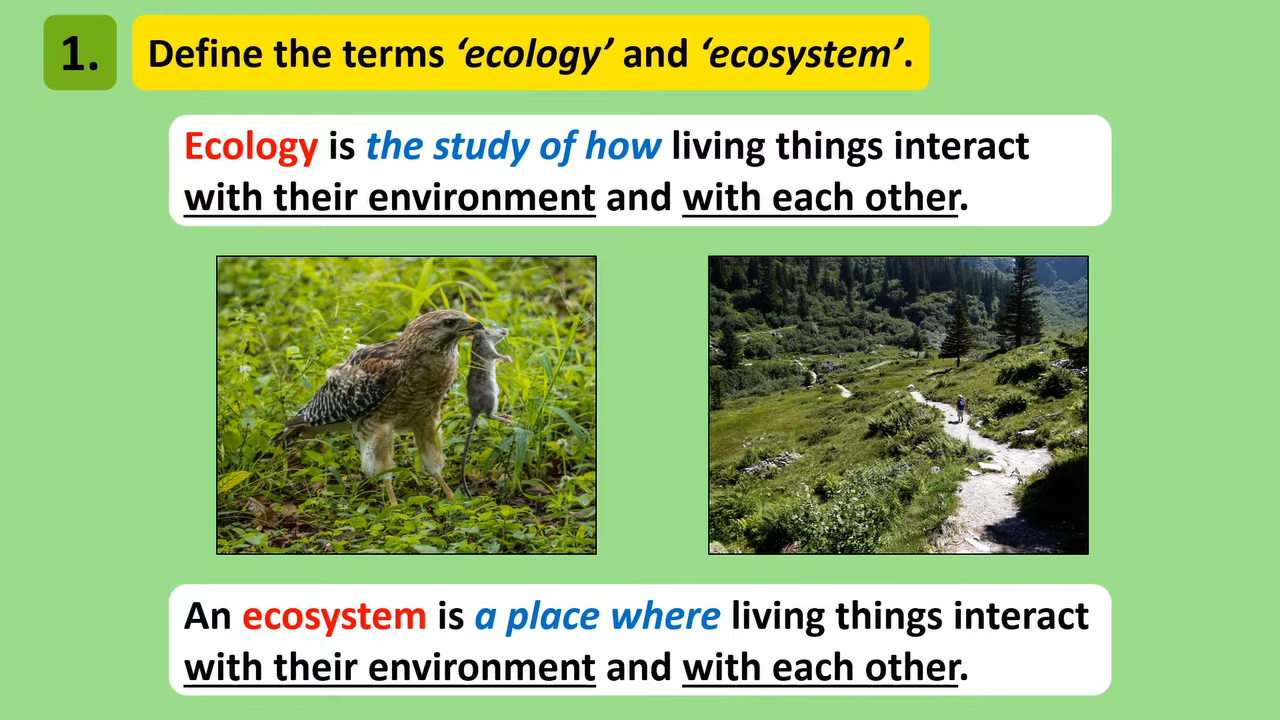 1.
Define the terms ‘ecology’ and ‘ecosystem’.
Ecology is the study of how living things interact
with their environment and with each other.
An ecosystem is a place where living things interact
with their environment and with each other.